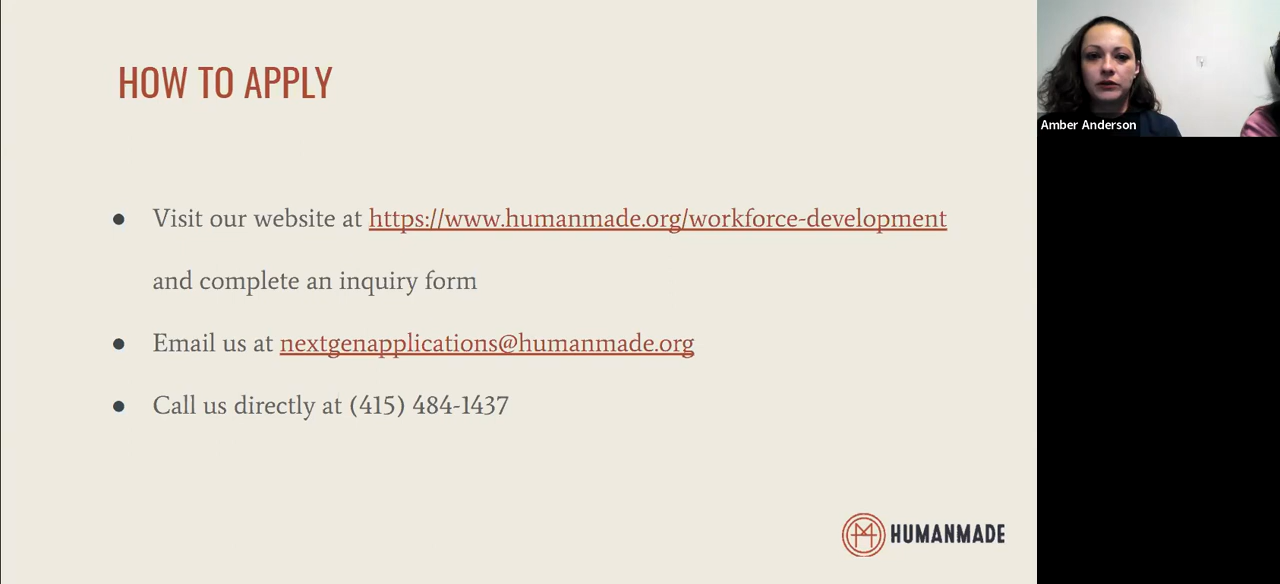 HOW TO APPLY
● Visit our website at https://www.humanmade.org/workforce-development
and complete an inquiry form
● Email us at nextgenapplications@humanmade.org
● Call us directly at (415) 484-1437
HUMANMADE
Amber Anderson